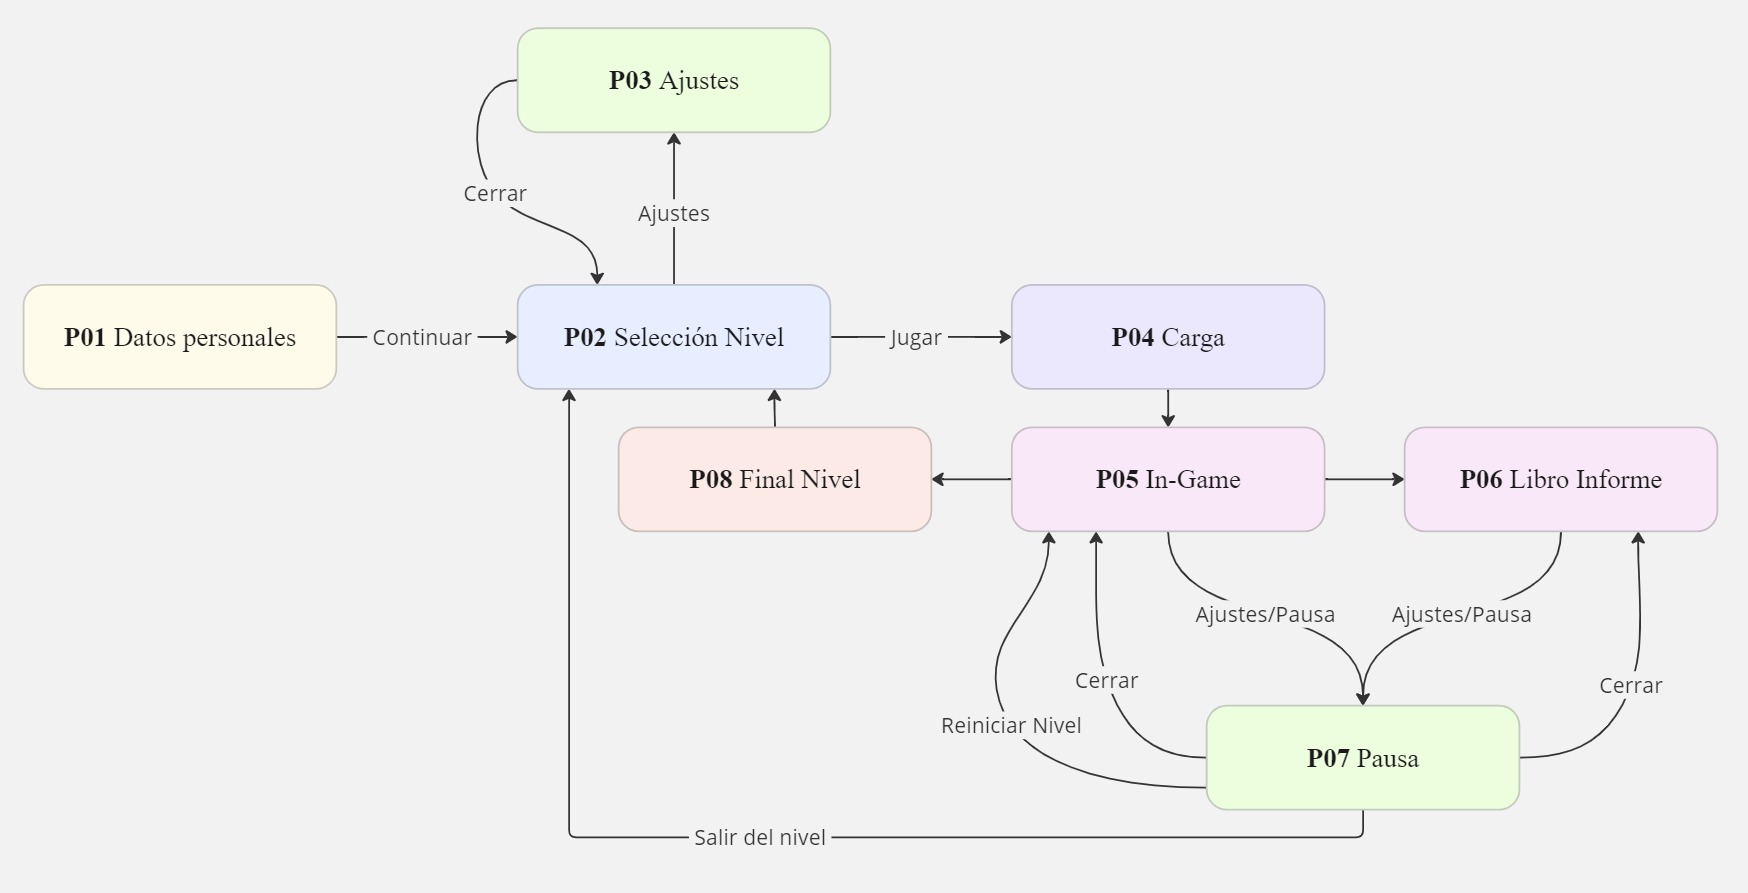 P03 Ajustes
Cerrar
Ajustes
P01 Datos personales
Continuar
P02 Selección Nivel
Jugar
P04 Carga
P08 Final Nivel
P05 In-Game
P06 Libro Informe
Ajustes/Pausa
Ajustes/Pausa
Cerrar
Cerrar
Reiniciar Nivel
P07 Pausa
Salir del nivel